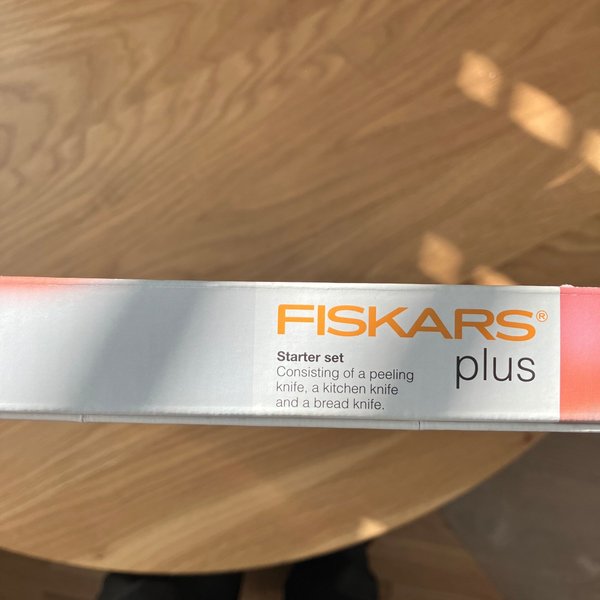 FISKARS®
plus
Starter set
Consisting of a peeling
knife, a kitchen knife
and a bread knife.